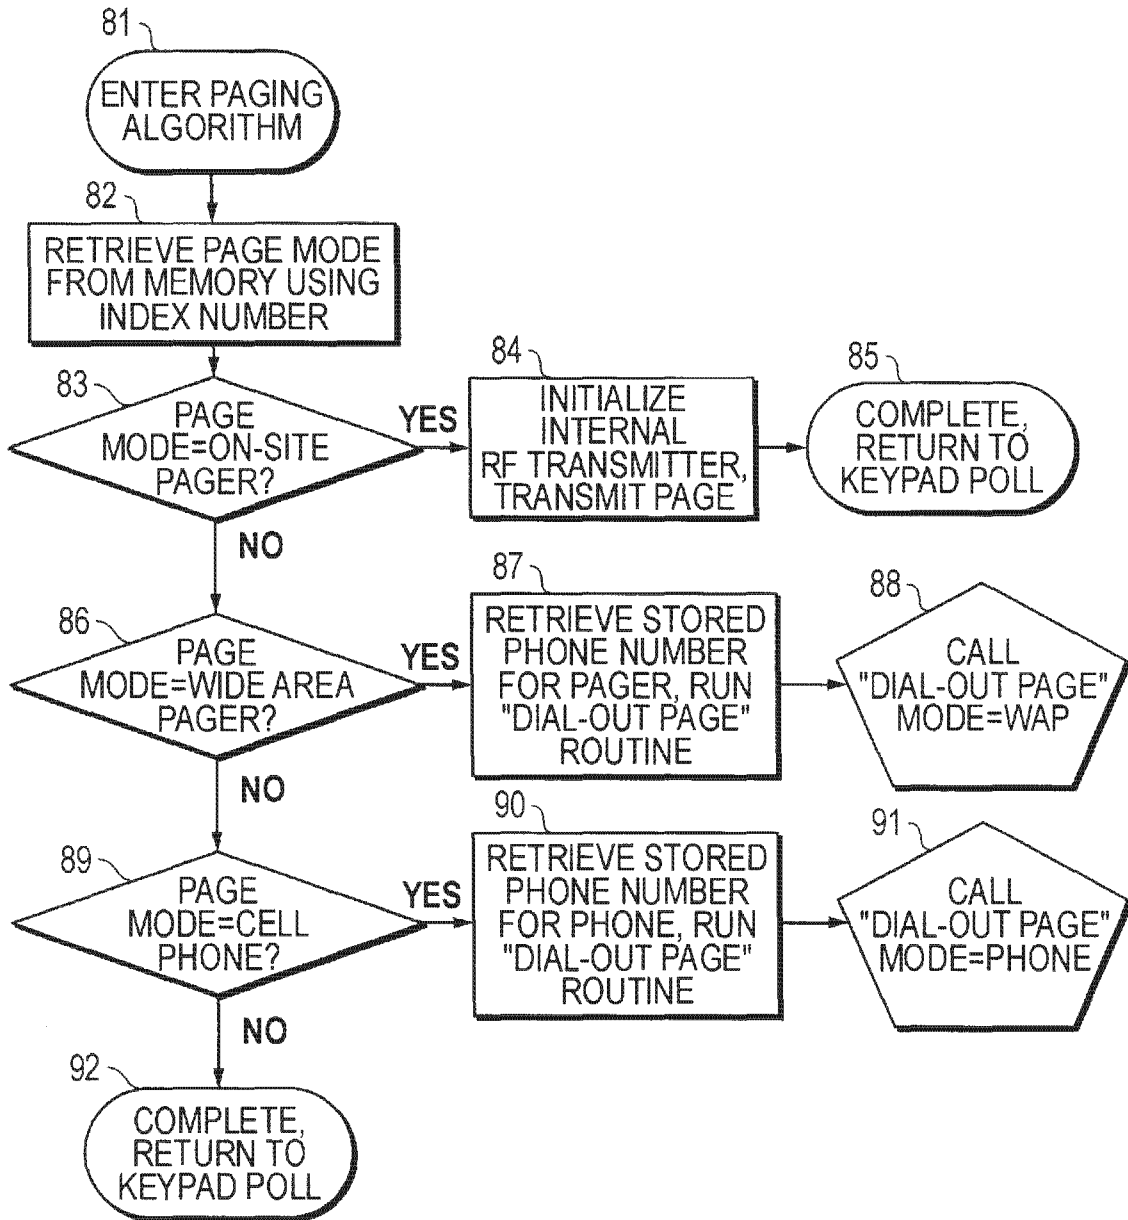 81
ENTER PAGING
ALGORITHM
82
RETRIEVE PAGE MODE
FROM MEMORY USING
INDEX NUMBER
83
PAGE
MODE=ON-SITE
PAGER?
YES
84
INITIALIZE
INTERNAL
RF TRANSMITTER,
TRANSMIT PAGE
85
COMPLETE,
RETURN TO
KEYPAD POLL
NO
86
PAGE
MODE=WIDE AREA
PAGER?
YES
87
RETRIEVE STORED
PHONE NUMBER
FOR PAGER, RUN
"DIAL-OUT PAGE"
ROUTINE
88
CALL
"DIAL-OUT PAGE"
MODE=WAP
NO
89
PAGE
MODE=CELL
PHONE?
YES
90
RETRIEVE STORED
PHONE NUMBER
FOR PHONE, RUN
"DIAL-OUT PAGE"
ROUTINE
91
CALL
"DIAL-OUT PAGE"
MODE=PHONE
NO
92
COMPLETE,
RETURN TO
KEYPAD POLL